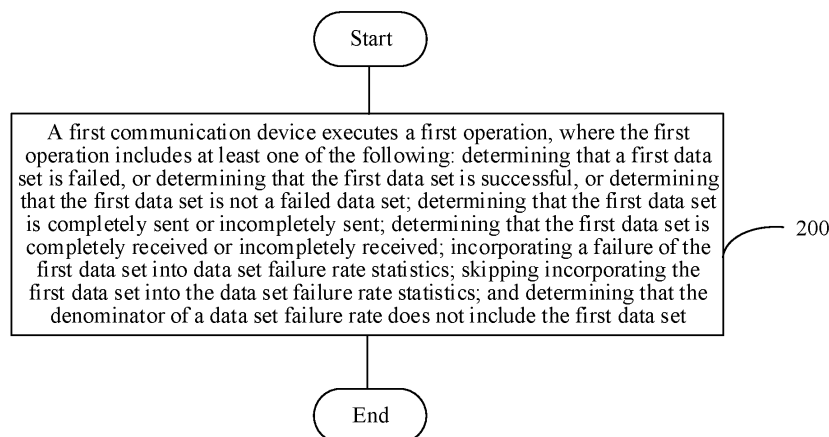 Start
A first communication device executes a first operation, where the first
operation includes at least one of the following: determining that a first data
set is failed, or determining that the first data set is successful, or determining
that the first data set is not a failed data set; determining that the first data set
is completely sent or incompletely sent; determining that the first data set is
completely received or incompletely received; incorporating a failure of the
first data set into data set failure rate statistics; skipping incorporating the
first data set into the data set failure rate statistics; and determining that the
denominator of a data set failure rate does not include the first data set
200
End